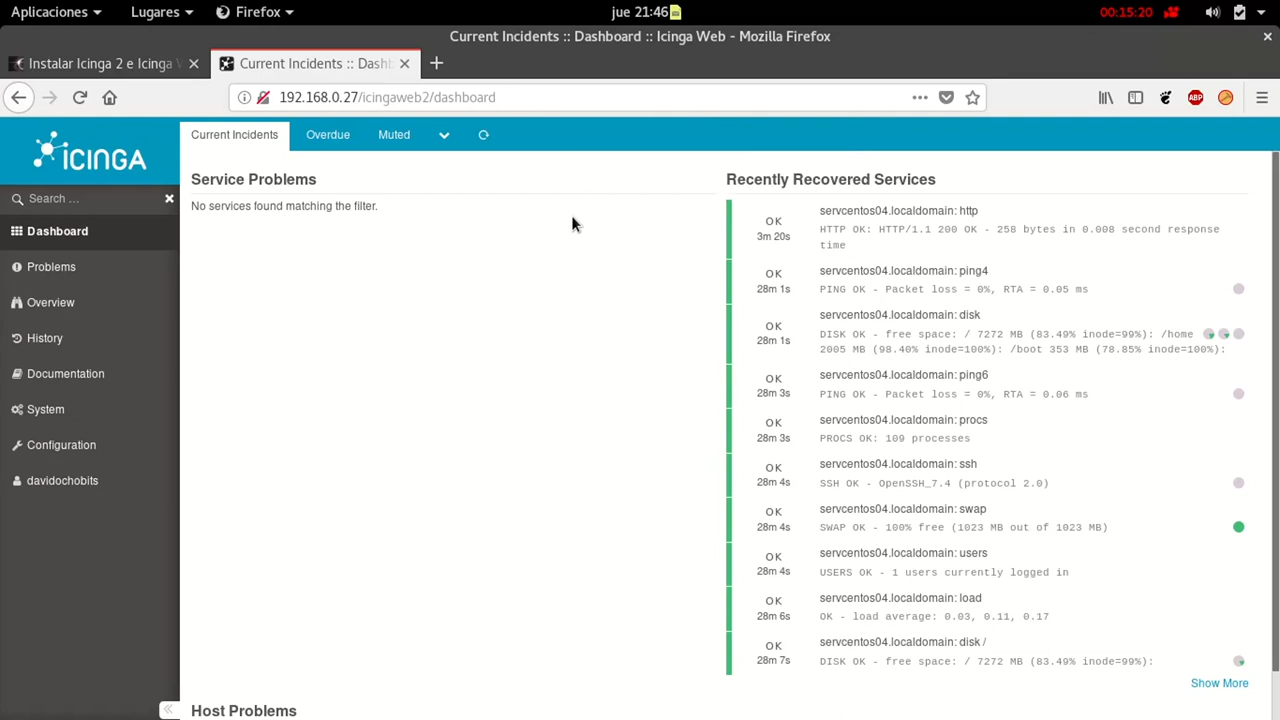 Aplicaciones
Lugares
Firefox
jue 21:46
00:15:20
Current Incidents :: Dashboard :: Icinga Web - Mozilla Firefox
Instalar Icinga 2 e Icinga
Current Incidents :: Dashb
192.168.0.27/icingaweb2/dashboard
ABP
ICINGA
Current Incidents
Overdue
Muted
Search ...
Dashboard
Problems
Overview
History
Documentation
System
Configuration
davidochobits
Service Problems
No services found matching the filter.
Recently Recovered Services
OK
3m 20s
servcentos04.localdomain: http
HTTP OK: HTTP/1.1 200 OK - 258 bytes in 0.008 second response
time
OK
28m 1s
servcentos04.localdomain: ping4
PING OK - Packet loss = 0%, RTA = 0.05 ms
OK
28m 1s
servcentos04.localdomain: disk
DISK OK - free space: / 7272 MB (83.49% inode=99%): /home
2005 MB (98.40% inode=100%): /boot 353 MB (78.85% inode=100%):
OK
28m 3s
servcentos04.localdomain: ping6
PING OK - Packet loss = 0%, RTA = 0.06 ms
OK
28m 3s
servcentos04.localdomain: procs
PROCS OK: 109 processes
OK
28m 4s
servcentos04.localdomain: ssh
SSH OK - OpenSSH_7.4 (protocol 2.0)
OK
28m 4s
servcentos04.localdomain: swap
SWAP OK - 100% free (1023 MB out of 1023 MB)
OK
28m 4s
servcentos04.localdomain: users
USERS OK - 1 users currently logged in
OK
28m 6s
servcentos04.localdomain: load
OK - load average: 0.03, 0.11, 0.17
OK
28m 7s
servcentos04.localdomain: disk /
DISK OK - free space: / 7272 MB (83.49% inode=99%):
Show More
Host Problems